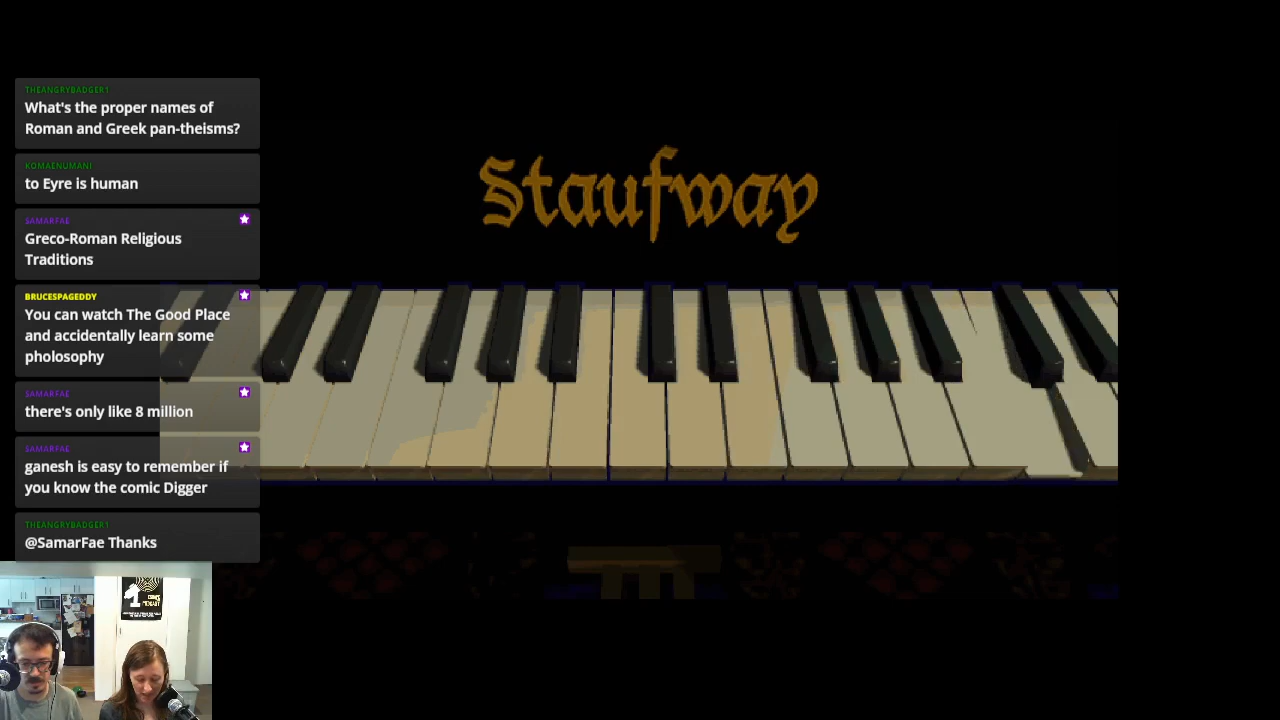 THEANGRYBADGER1
What's the proper names of
Roman and Greek pan-theisms?
KOMAENUMANI
to Eyre is human
SAMARFAE
Greco-Roman Religious
Traditions
BRUCESPAGEDDY
You can watch The Good Place
and accidentally learn some
pholosophy
SAMARFAE
there's only like 8 million
SAMARFAE
ganesh is easy to remember if
you know the comic Digger
THEANGRYBADGER1
@SamarFae Thanks
Staufway